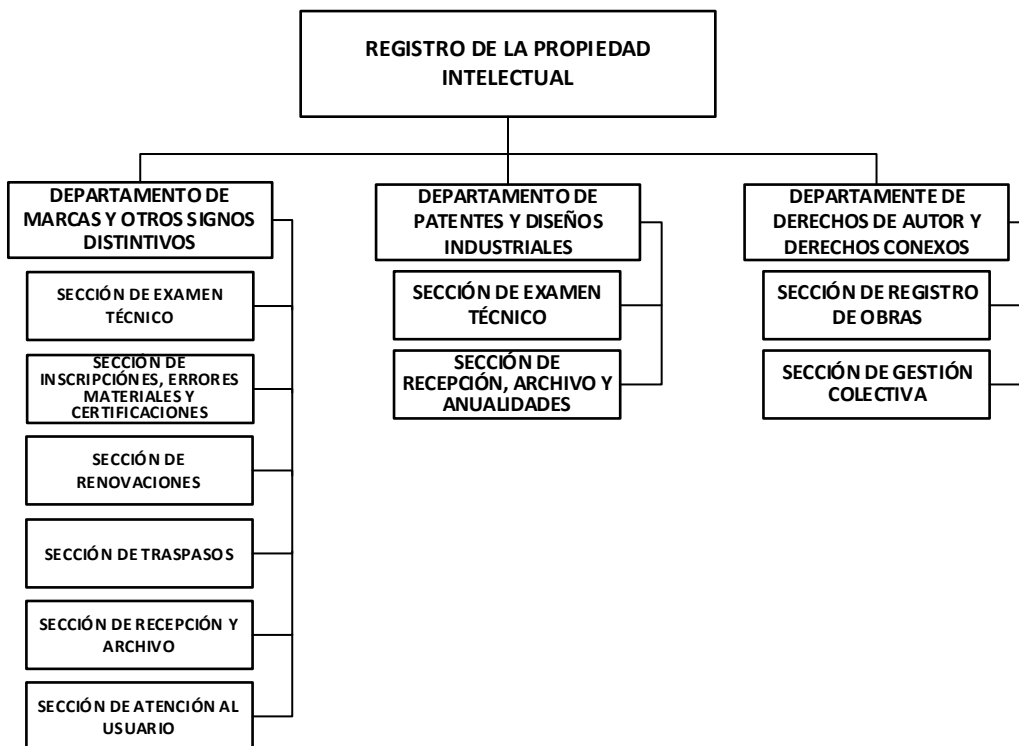 REGISTRO DE LA PROPIEDAD
INTELECTUAL
DEPARTAMENTO DE
MARCAS Y OTROS SIGNOS
DISTINTIVOS
SECCIÓN DE EXAMEN
TÉCNICO
SECCIÓN DE
INSCRIPCIÓNES, ERRORES
MATERIALES Y
CERTIFICACIONES
SECCIÓN DE
RENOVACIONES
SECCIÓN DE TRASPASOS
SECCIÓN DE RECEPCIÓN Y
ARCHIVO
SECCIÓN DE ATENCIÓN AL
USUARIO
DEPARTAMENTO DE
PATENTES Y DISEÑOS
INDUSTRIALES
SECCIÓN DE EXAMEN
TÉCNICO
SECCIÓN DE
RECEPCIÓN, ARCHIVO Y
ANUALIDADES
DEPARTAMENTE DE
DERECHOS DE AUTOR Y
DERECHOS CONEXOS
SECCIÓN DE REGISTRO
DE OBRAS
SECCIÓN DE GESTIÓN
COLECTIVA